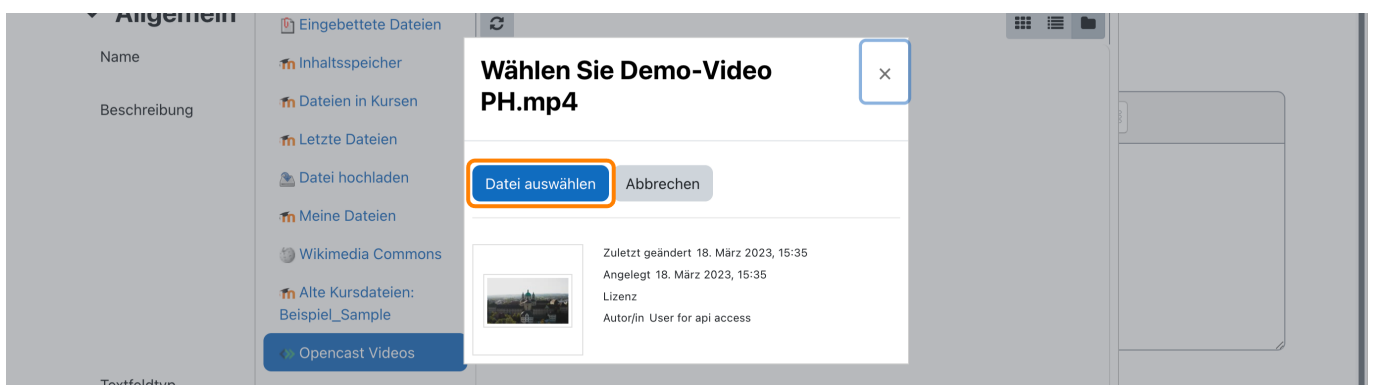 Allgemein
Name
Beschreibung
Textfeldtyp
Eingebettete Dateien
Inhaltsspeicher
Dateien in Kursen
Letzte Dateien
Datei hochladen
Meine Dateien
Wikimedia Commons
Alte Kursdateien:
Beispiel_Sample
Opencast Videos
Wählen Sie Demo-Video
PH.mp4
×
Datei auswählen Abbrechen
Zuletzt geändert 18. März 2023, 15:35
Angelegt 18. März 2023, 15:35
Lizenz
Autor/in User for api access